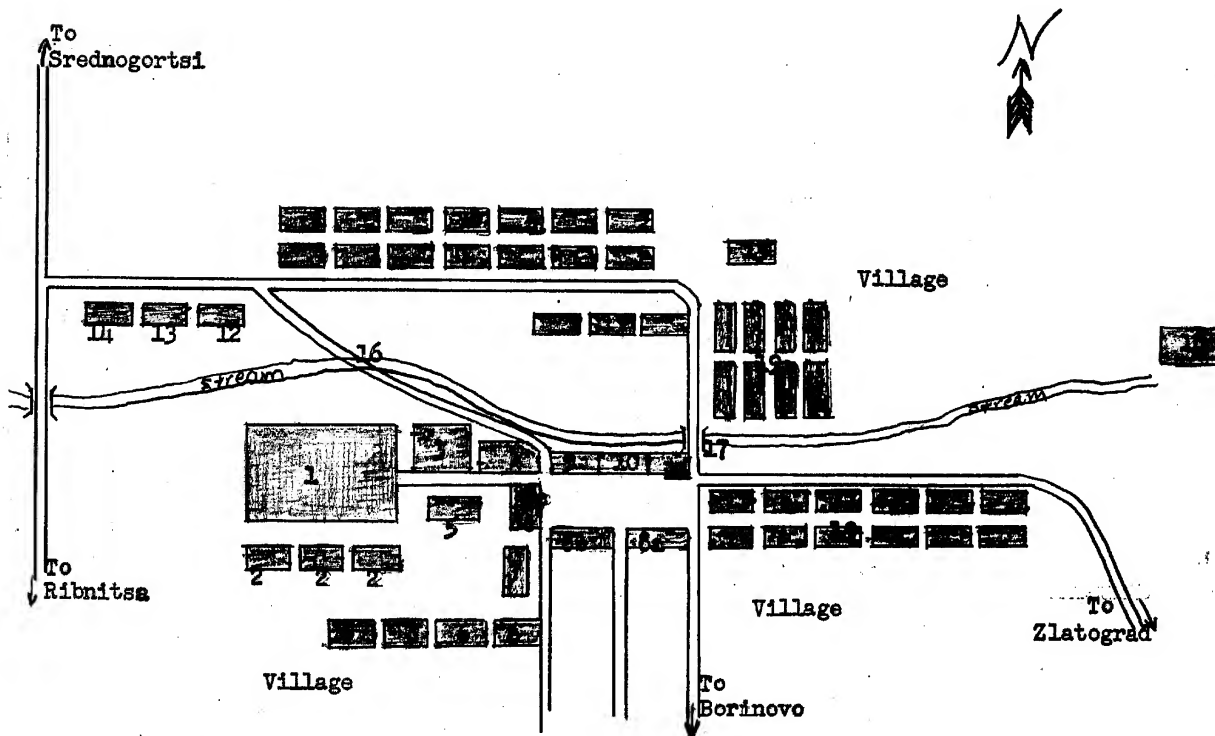 N
To
Srednogortsi
Village
14 13 12
16
stream
stream
17
1
10
5
2 2 2
To
Ribnitsa
Village
To
Zlatograd
Village
To
Borinovo